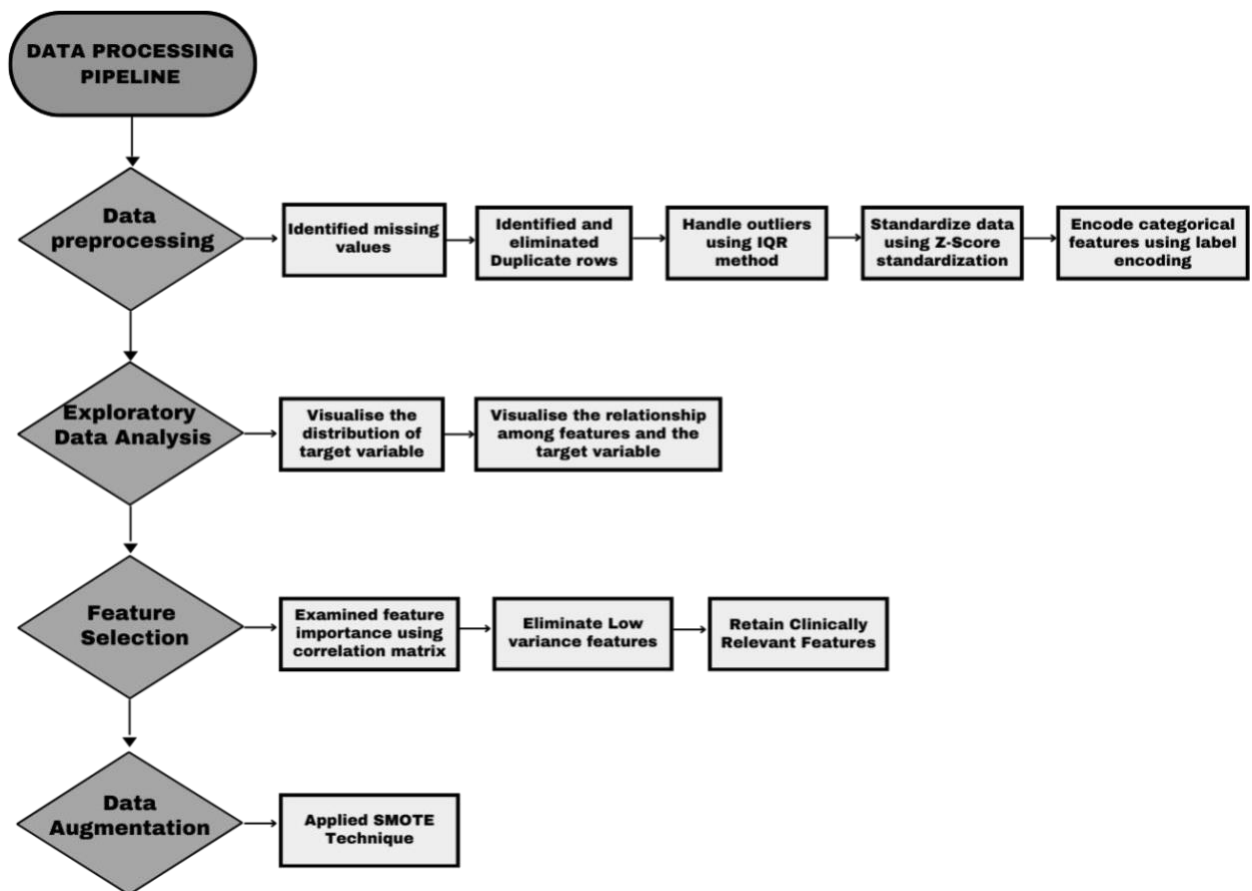 DATA PROCESSING
PIPELINE
Data
preprocessing
Identified missing
values
Identified and
eliminated
Duplicate rows
Handle outliers
using IQR
method
Standardize data
using Z-Score
standardization
Encode categorical
features using label
encoding
Exploratory
Data Analysis
Visualise the
distribution of
target variable
Visualise the relationship
among features and the
target variable
Feature
Selection
Examined feature
importance using
correlation matrix
Eliminate Low
variance features
Retain Clinically
Relevant Features
Data
Augmentation
Applied SMOTE
Technique